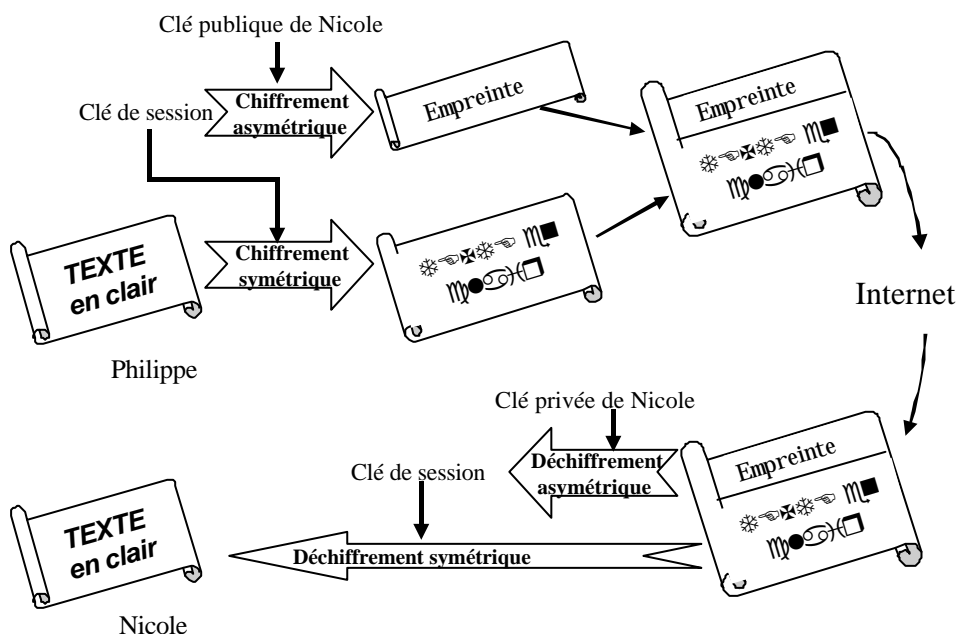 Clé publique de Nicole
Clé de session
Chiffrement
asymétrique
Empreinte
Empreinte
❄☜✠❄☜ ♏■
♍●♋♓❒
TEXTE
en clair
Chiffrement
symétrique
❄☜✠❄☜ ♏■
♍●♋♓❒
Internet
Philippe
Clé privée de Nicole
Clé de session
Déchiffrement
asymétrique
Empreinte
❄☜✠❄☜ ♏■
♍●♋♓❒
TEXTE
en clair
Déchiffrement symétrique
Nicole